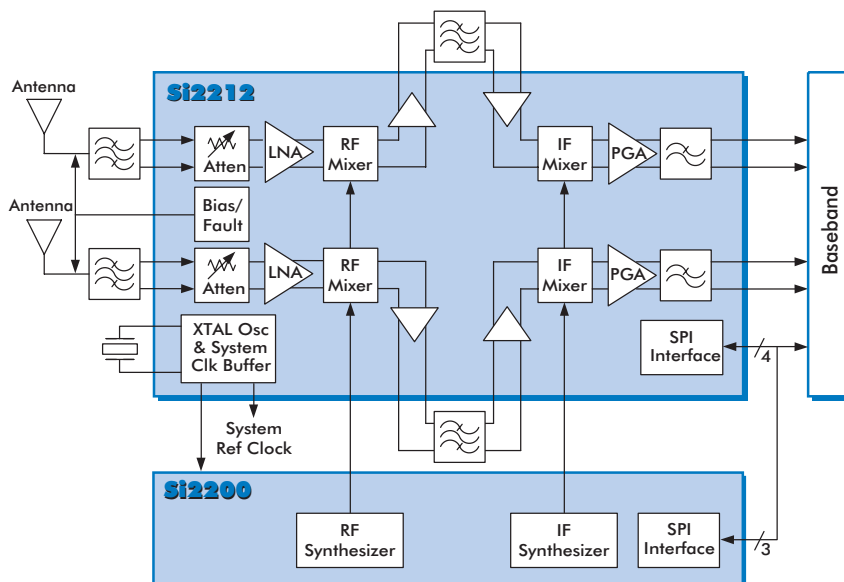 Antenna
Si2212
Atten
LNA
RF
Mixer
IF
Mixer
PGA
Baseband
Antenna
Bias/
Fault
Atten
LNA
RF
Mixer
IF
Mixer
PGA
XTAL Osc
& System
Clk Buffer
SPI
Interface
4
System
Ref Clock
Si2200
RF
Synthesizer
IF
Synthesizer
SPI
Interface
3